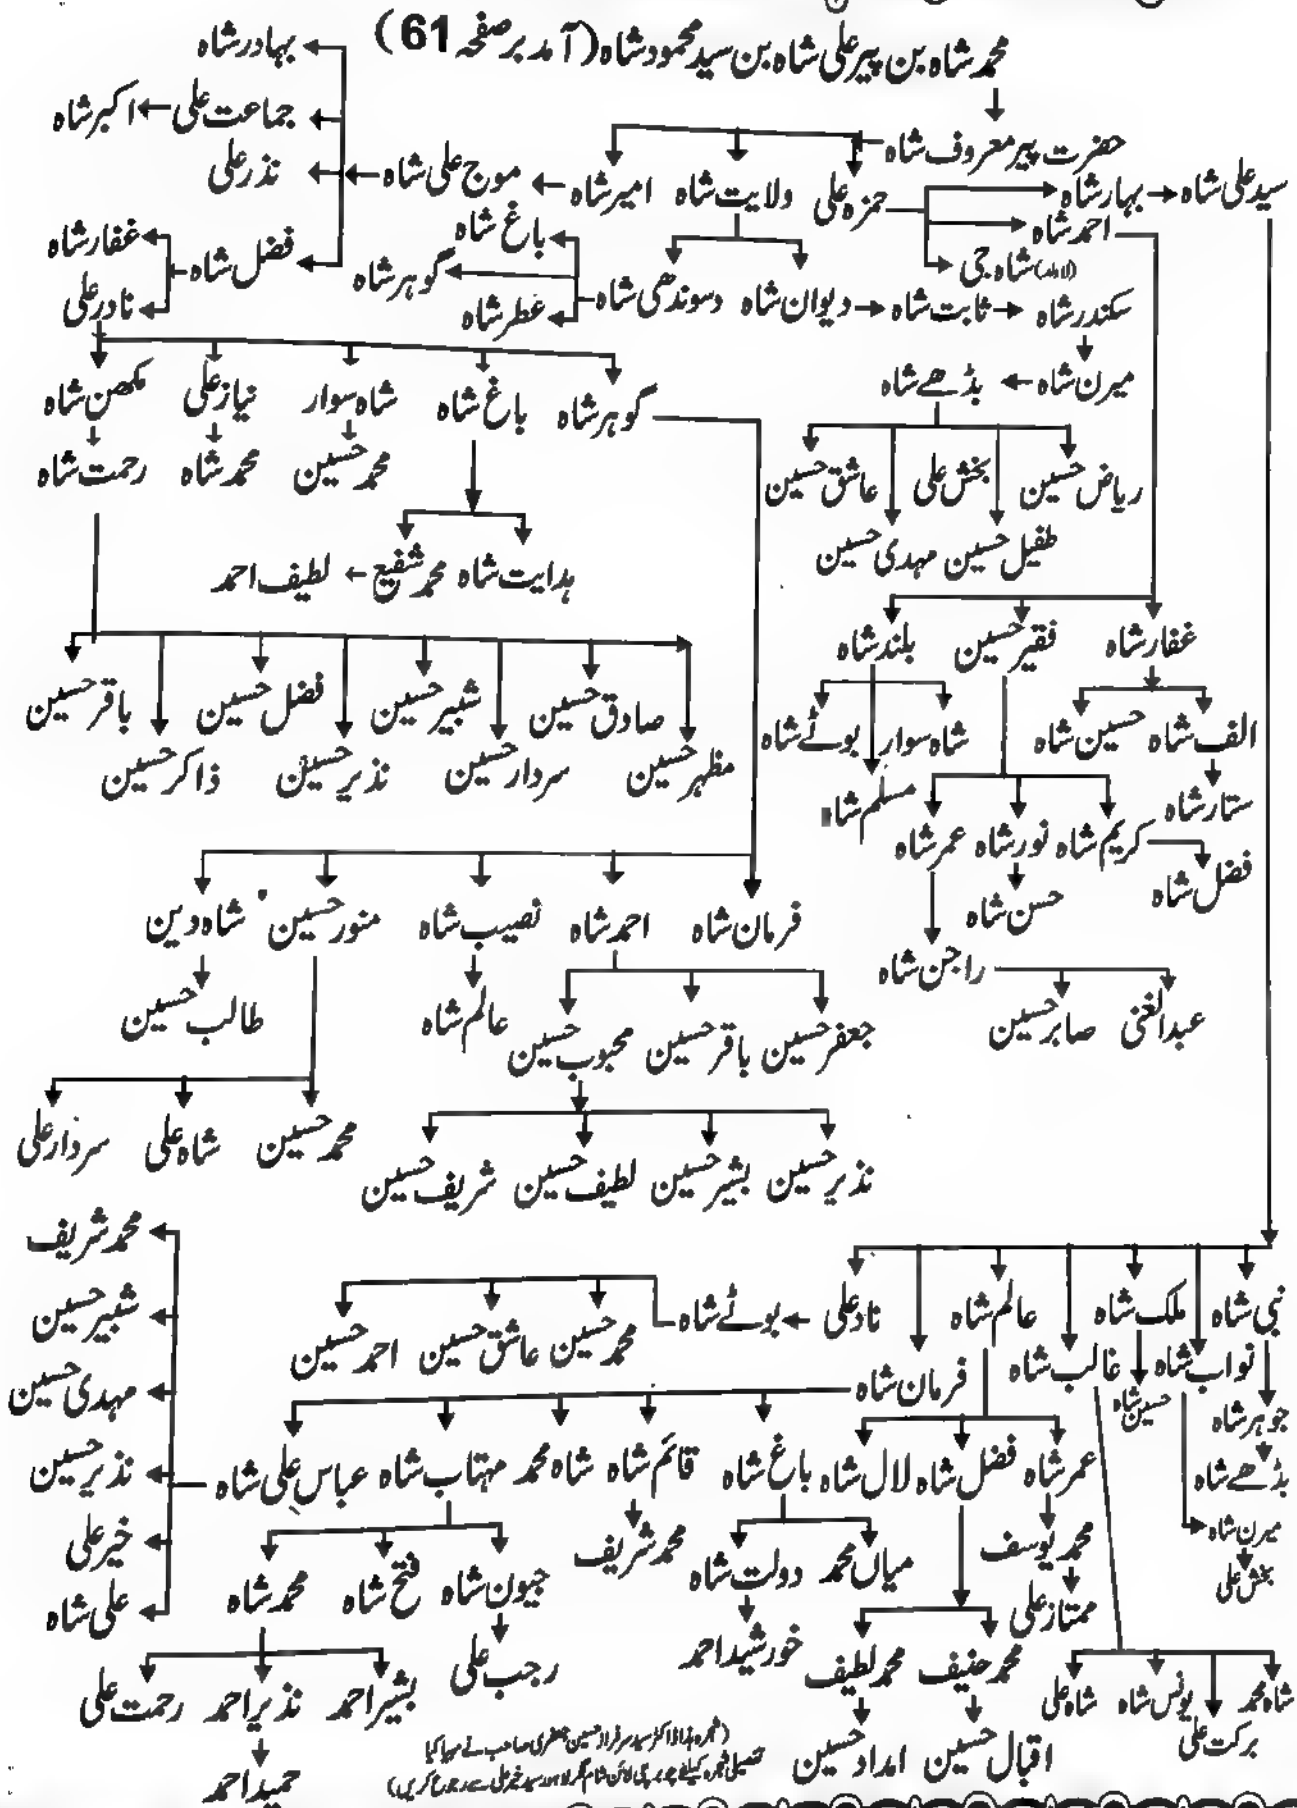 محمد شاہ بن پیر علی شاہ بن سید محمود شاہ (آمد بر صفحہ 61)
بہادر شاہ
جماعت علی اکبر شاہ
حضرت پیر معروف شاہ
نذر علی
سید علی شاہ بہار شاہ حمزہ علی ولایت شاہ امیر شاہ موج علی شاہ
احمد شاہ باغ شاہ غفار شاہ
(لاولد) شاہ جی گوہر شاہ فضل شاہ
سکندر شاہ ثابت شاہ دیوان شاہ دسوندھی شاہ عطر شاہ نادر علی
میرن شاہ بڈھے شاہ گوہر شاہ باغ شاہ شاہ سوار نیاز علی مکھن شاہ
ریاض حسین بخش علی عاشق حسین محمد حسین محمد شاہ رحمت شاہ
طفیل حسین مہدی حسین ہدایت شاہ محمد شفیع لطیف احمد
غفار شاہ فقیر حسین بلند شاہ
صادق حسین شبیر حسین فضل حسین باقر حسین
الف شاہ حسین شاہ شاہ سوار بوٹے شاہ
مظہر حسین سردار حسین نذیر حسین ذاکر حسین
ستار شاہ مسلم شاہ
کریم شاہ نور شاہ عمر شاہ
فضل شاہ حسن شاہ فرمان شاہ احمد شاہ نصیب شاہ منور حسین شاہ دین
راجن شاہ
عبدالغنی صابر حسین جعفر حسین باقر حسین محبوب حسین عالم شاہ طالب حسین
محمد حسین شاہ علی سردار علی
نذیر حسین بشیر حسین لطیف حسین شریف حسین
محمد شریف
نبی شاہ ملک شاہ عالم شاہ نادعلی بوٹے شاہ محمد حسین عاشق حسین احمد حسین شبیر حسین
نواب شاہ غالب شاہ فرمان شاہ
جوہر شاہ حسین شاہ مہدی حسین
بڈھے شاہ عمر شاہ فضل شاہ لال شاہ باغ شاہ قائم شاہ شاہ محمد مہتاب شاہ عباس علی شاہ نذیر حسین
میرن شاہ محمد یوسف محمد شریف خیر علی
بخش علی ممتاز علی میاں محمد دولت شاہ جیون شاہ فتح شاہ محمد شاہ علی شاہ
محمد حنیف محمد لطیف خورشید احمد رجب علی
شاہ محمد یونس شاہ شاہ علی بشیر احمد نذیر احمد رحمت علی
برکت علی اقبال حسین امداد حسین حمید احمد
(شجرہ ہذا ڈاکٹر سید سرفراز حسین جعفری صاحب نے مہیا کیا